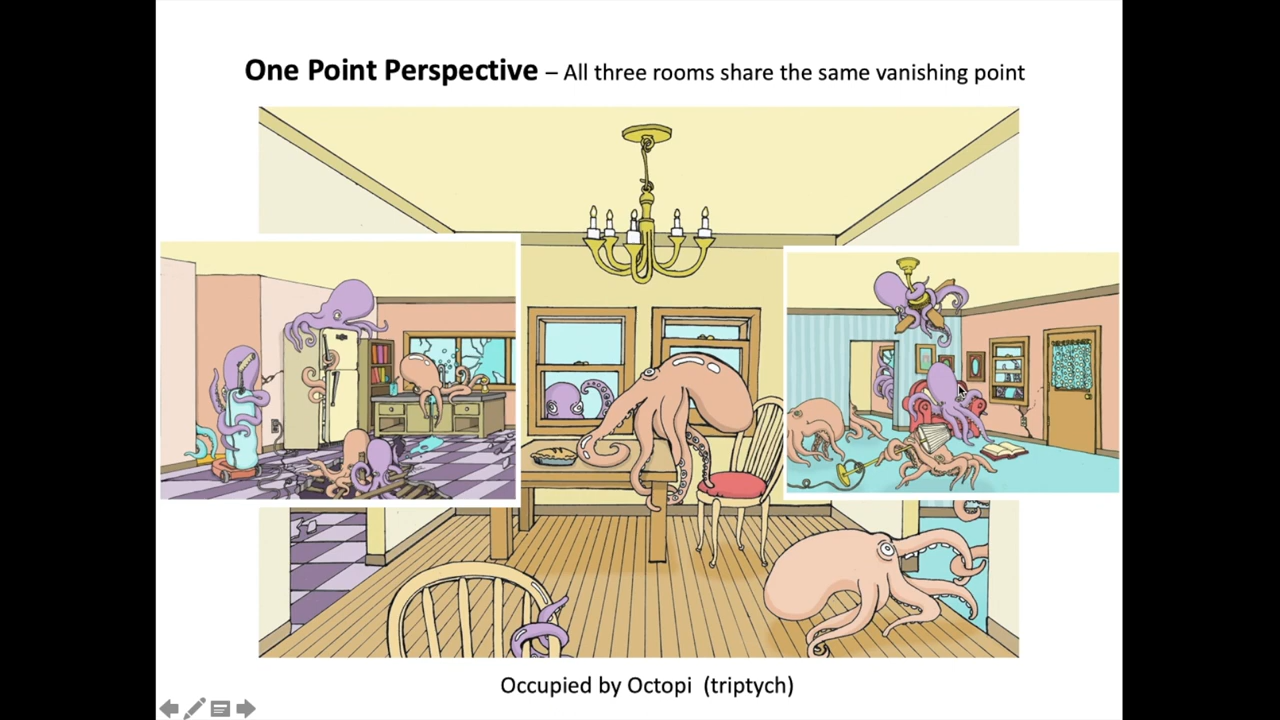 One Point Perspective – All three rooms share the same vanishing point
Occupied by Octopi (triptych)